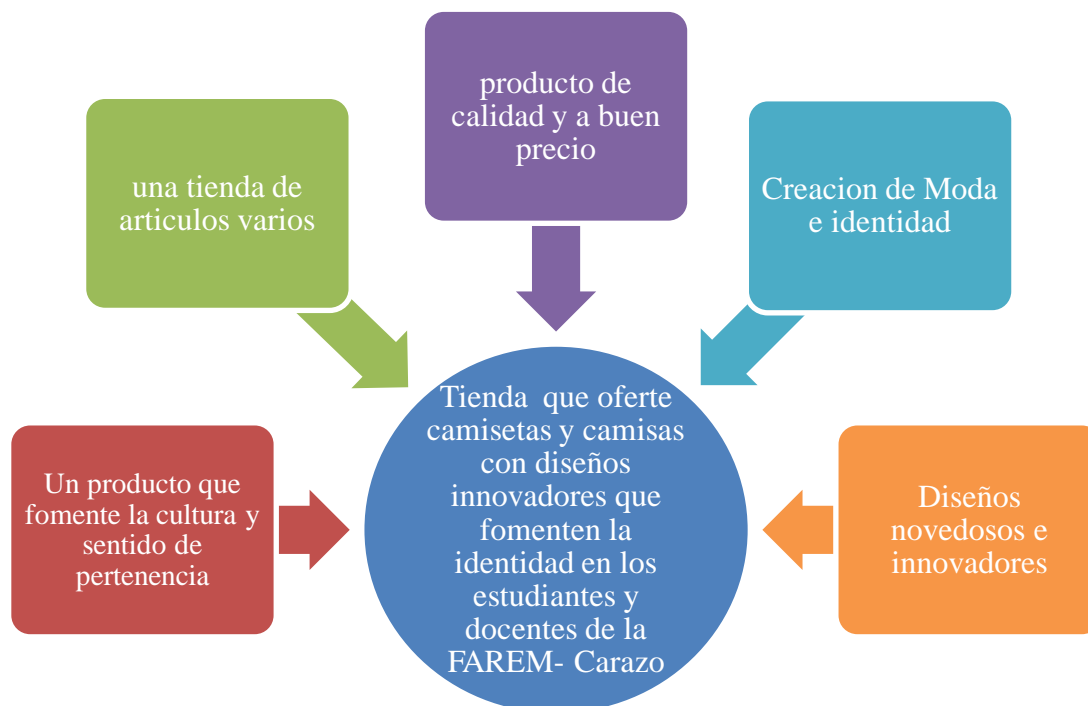 producto de
calidad y a buen
precio
una tienda de
articulos varios
Creacion de Moda
e identidad
Un producto que
fomente la cultura y
sentido de
pertenencia
Tienda que oferte
camisetas y camisas
con diseños
innovadores que
fomenten la
identidad en los
estudiantes y
docentes de la
FAREM- Carazo
Diseños
novedosos e
innovadores